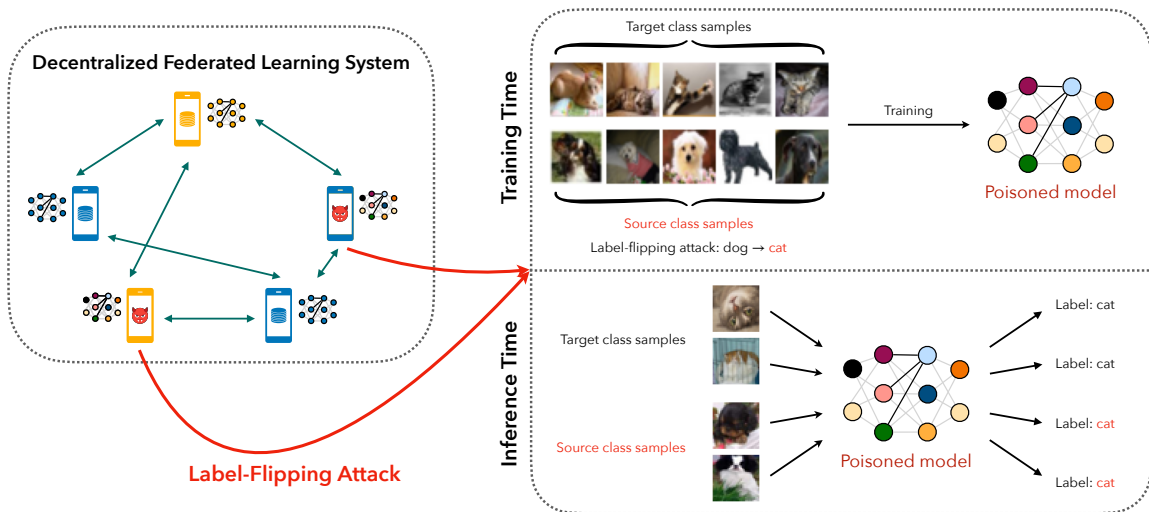 Decentralized Federated Learning System
Label-Flipping Attack
Training Time
Target class samples
Source class samples
Label-flipping attack: dog → cat
Training
Poisoned model
Inference Time
Target class samples
Source class samples
Poisoned model
Label: cat
Label: cat
Label: cat
Label: cat